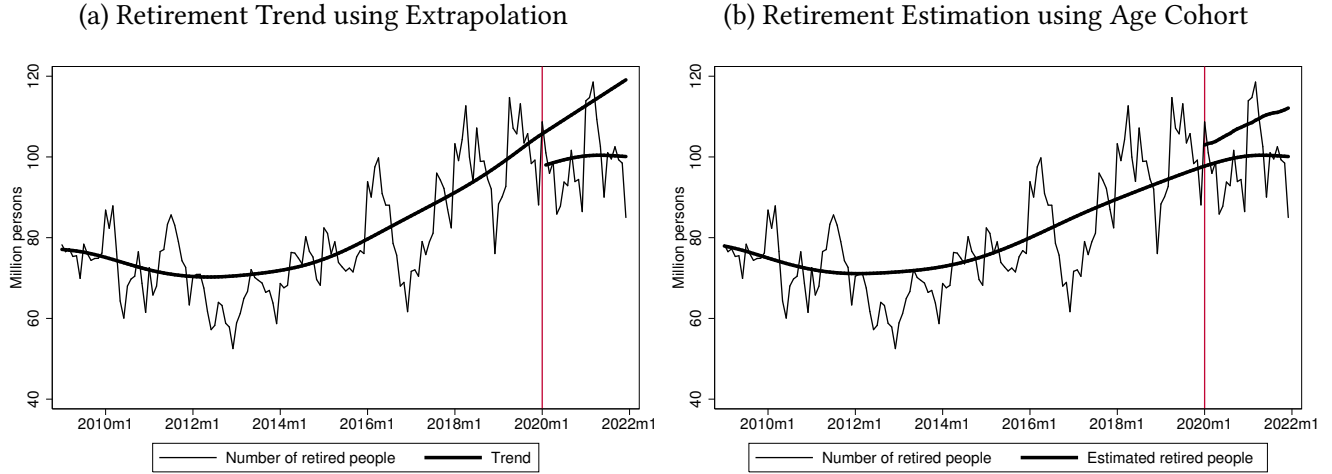 (a) Retirement Trend using Extrapolation
120
100
80
60
40
Million persons
2010m1 2012m1 2014m1 2016m1 2018m1 2020m1 2022m1
Number of retired people Trend
(b) Retirement Estimation using Age Cohort
120
100
80
60
40
Million persons
2010m1 2012m1 2014m1 2016m1 2018m1 2020m1 2022m1
Number of retired people Estimated retired people